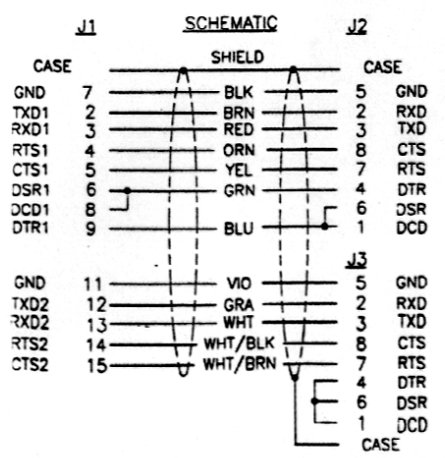 J1 SCHEMATIC J2
CASE SHIELD CASE
GND 7 BLK 5 GND
TXD1 2 BRN 2 RXD
RXD1 3 RED 3 TXD
RTS1 4 ORN 8 CTS
CTS1 5 YEL 7 RTS
DSR1 6 GRN 4 DTR
DCD1 8 6 DSR
DTR1 9 BLU 1 DCD
J3
GND 11 VIO 5 GND
TXD2 12 GRA 2 RXD
RXD2 13 WHT 3 TXD
RTS2 14 WHT/BLK 8 CTS
CTS2 15 WHT/BRN 7 RTS
4 DTR
6 DSR
1 DCD
CASE